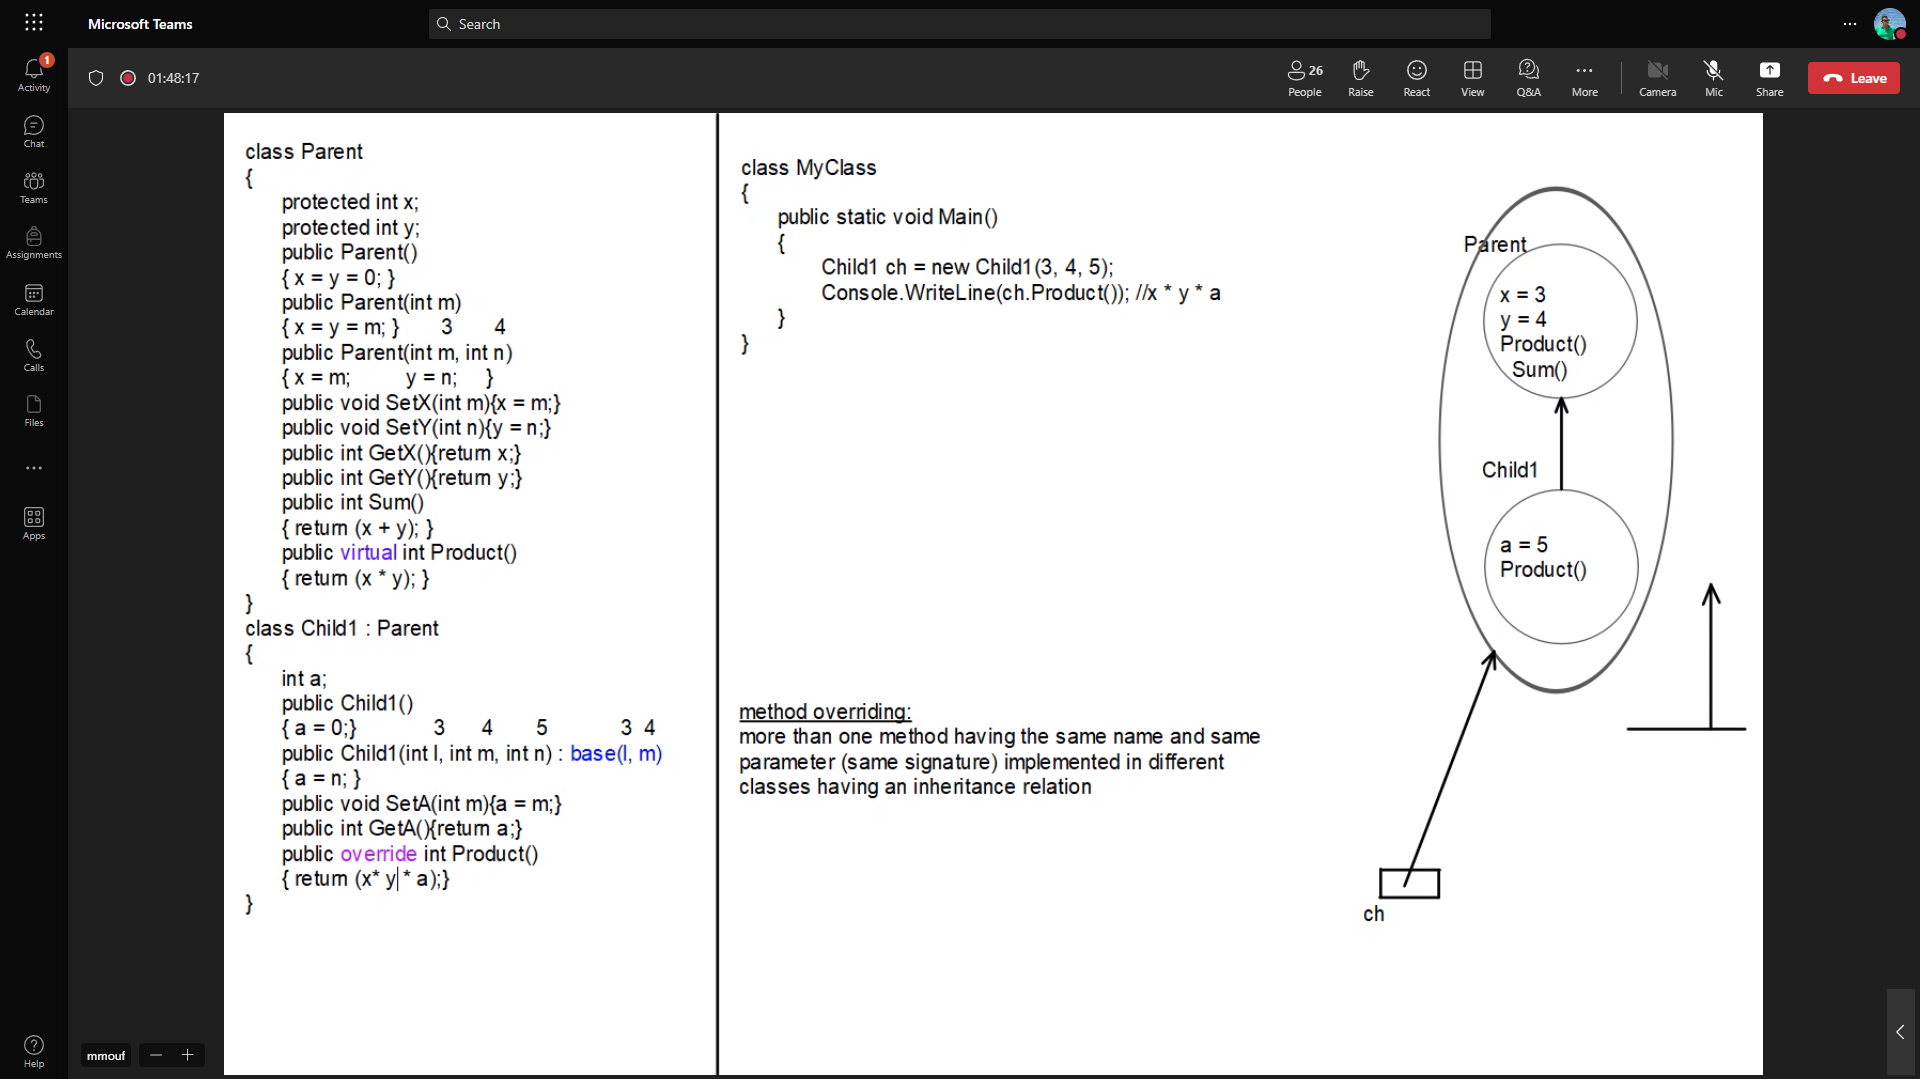 Microsoft Teams
Search
1
Activity
Chat
Teams
Assignments
Calendar
Calls
Files
Apps
Help
01:48:17
26
People
Raise
React
View
Q&A
More
Camera
Mic
Share
Leave
class Parent
{
protected int x;
protected int y;
public Parent()
{ x = y = 0; }
public Parent(int m)
{ x = y = m; } 3 4
public Parent(int m, int n)
{ x = m; y = n; }
public void SetX(int m){x = m;}
public void SetY(int n){y = n;}
public int GetX(){return x;}
public int GetY(){return y;}
public int Sum()
{ return (x + y); }
public virtual int Product()
{ return (x * y); }
}
class Child1 : Parent
{
int a;
public Child1()
{ a = 0;} 3 4 5 3 4
public Child1(int l, int m, int n) : base(l, m)
{ a = n; }
public void SetA(int m){a = m;}
public int GetA(){return a;}
public override int Product()
{ return (x* y * a);}
}
class MyClass
{
public static void Main()
{
Child1 ch = new Child1(3, 4, 5);
Console.WriteLine(ch.Product()); //x * y * a
}
}
method overriding:
more than one method having the same name and same
parameter (same signature) implemented in different
classes having an inheritance relation
Parent
x = 3
y = 4
Product()
Sum()
Child1
a = 5
Product()
ch
mmouf